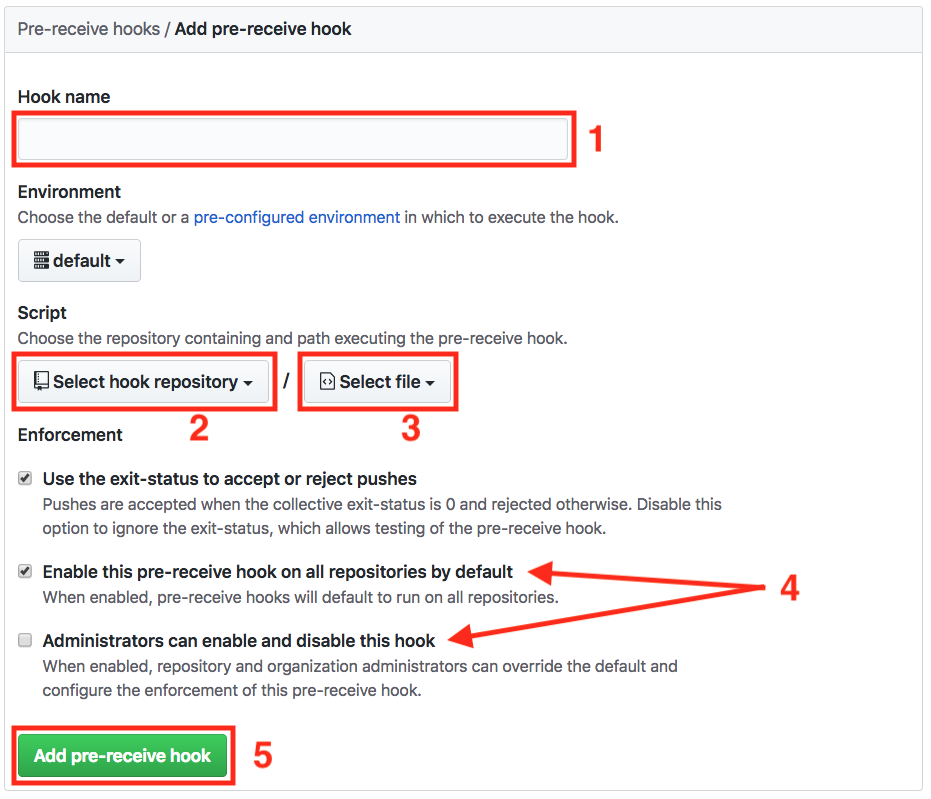 Pre-receive hooks / Add pre-receive hook
Hook name
1
Environment
Choose the default or a pre-configured environment in which to execute the hook.
default
Script
Choose the repository containing and path executing the pre-receive hook.
Select hook repository / Select file
2 3
Enforcement
Use the exit-status to accept or reject pushes
Pushes are accepted when the collective exit-status is 0 and rejected otherwise. Disable this
option to ignore the exit-status, which allows testing of the pre-receive hook.
Enable this pre-receive hook on all repositories by default
4
When enabled, pre-receive hooks will default to run on all repositories.
Administrators can enable and disable this hook
When enabled, repository and organization administrators can override the default and
configure the enforcement of this pre-receive hook.
Add pre-receive hook 5